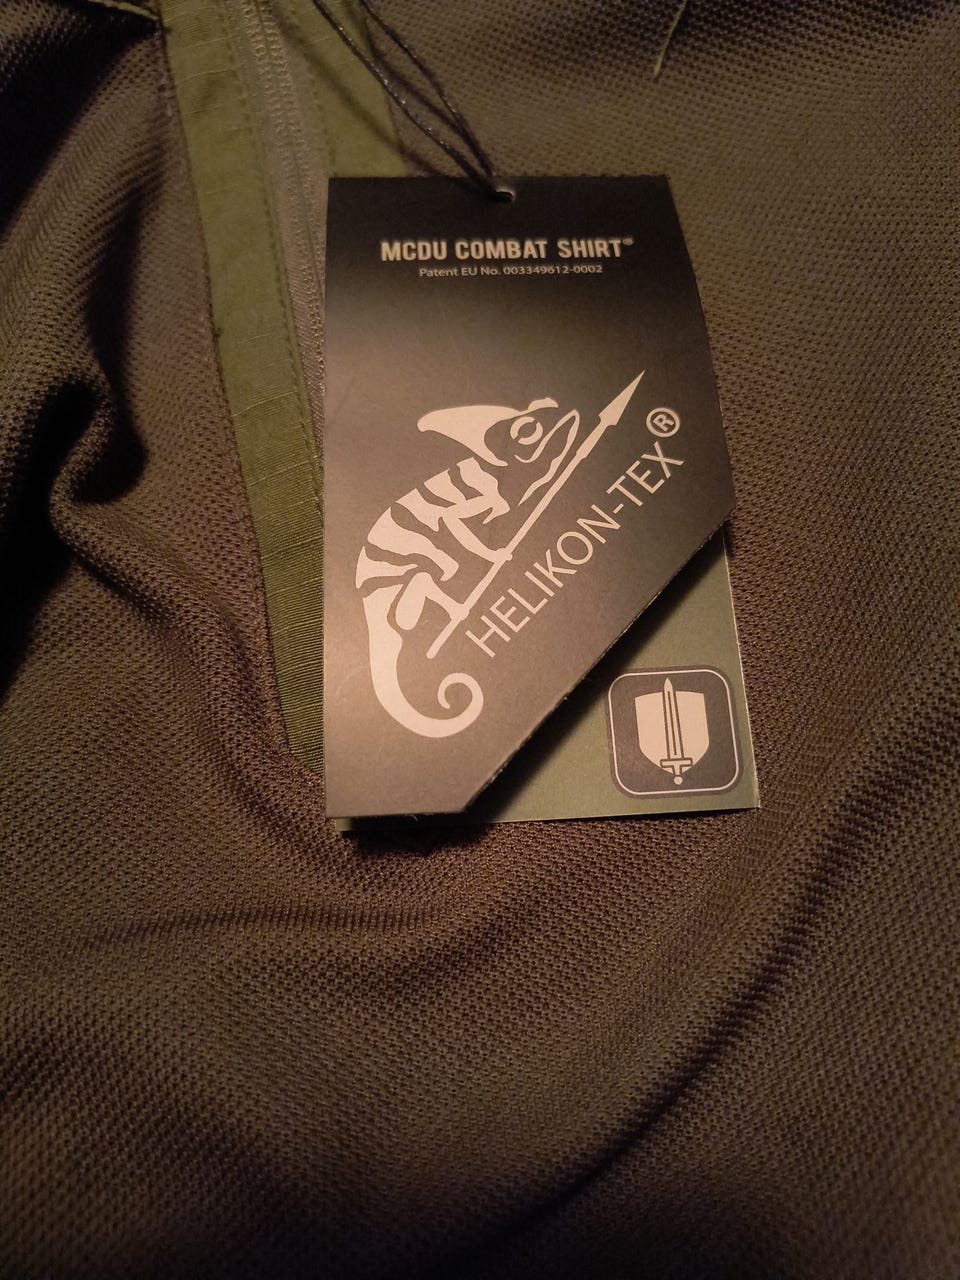 MCDU COMBAT SHIRT®
Patent EU No. 003349612-0002
HELIKON-TEX®